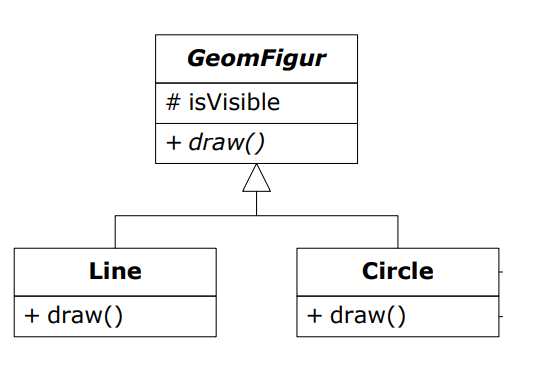 GeomFigur
# isVisible
+ draw()
Line
Circle
+ draw()
+ draw()